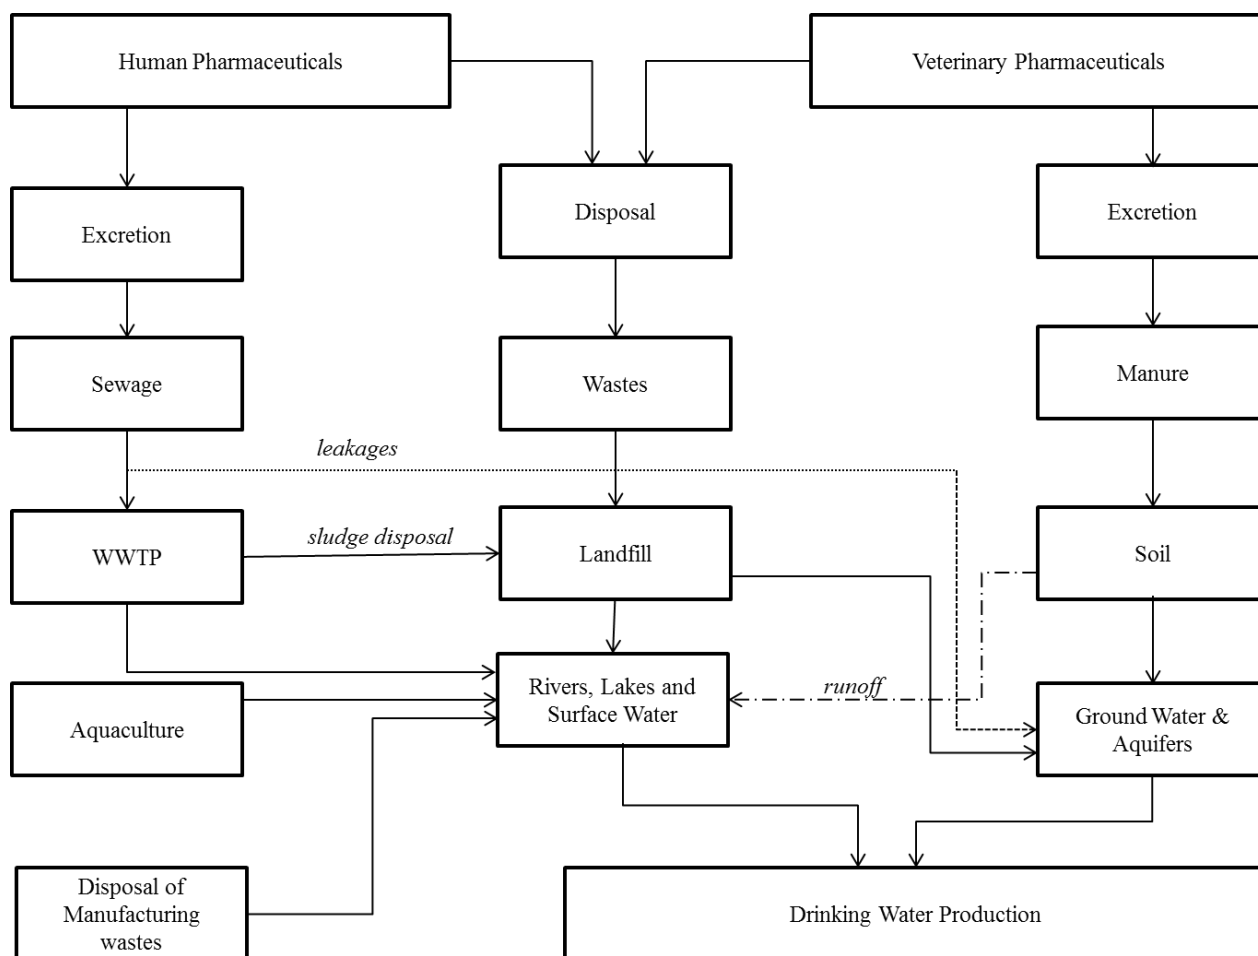 Human Pharmaceuticals
Veterinary Pharmaceuticals
Disposal
Excretion
Excretion
Sewage
Wastes
Manure
leakages
WWTP
sludge disposal
Landfill
Soil
Rivers, Lakes and
Surface Water
runoff
Aquaculture
Ground Water &
Aquifers
Disposal of
Manufacturing
wastes
Drinking Water Production